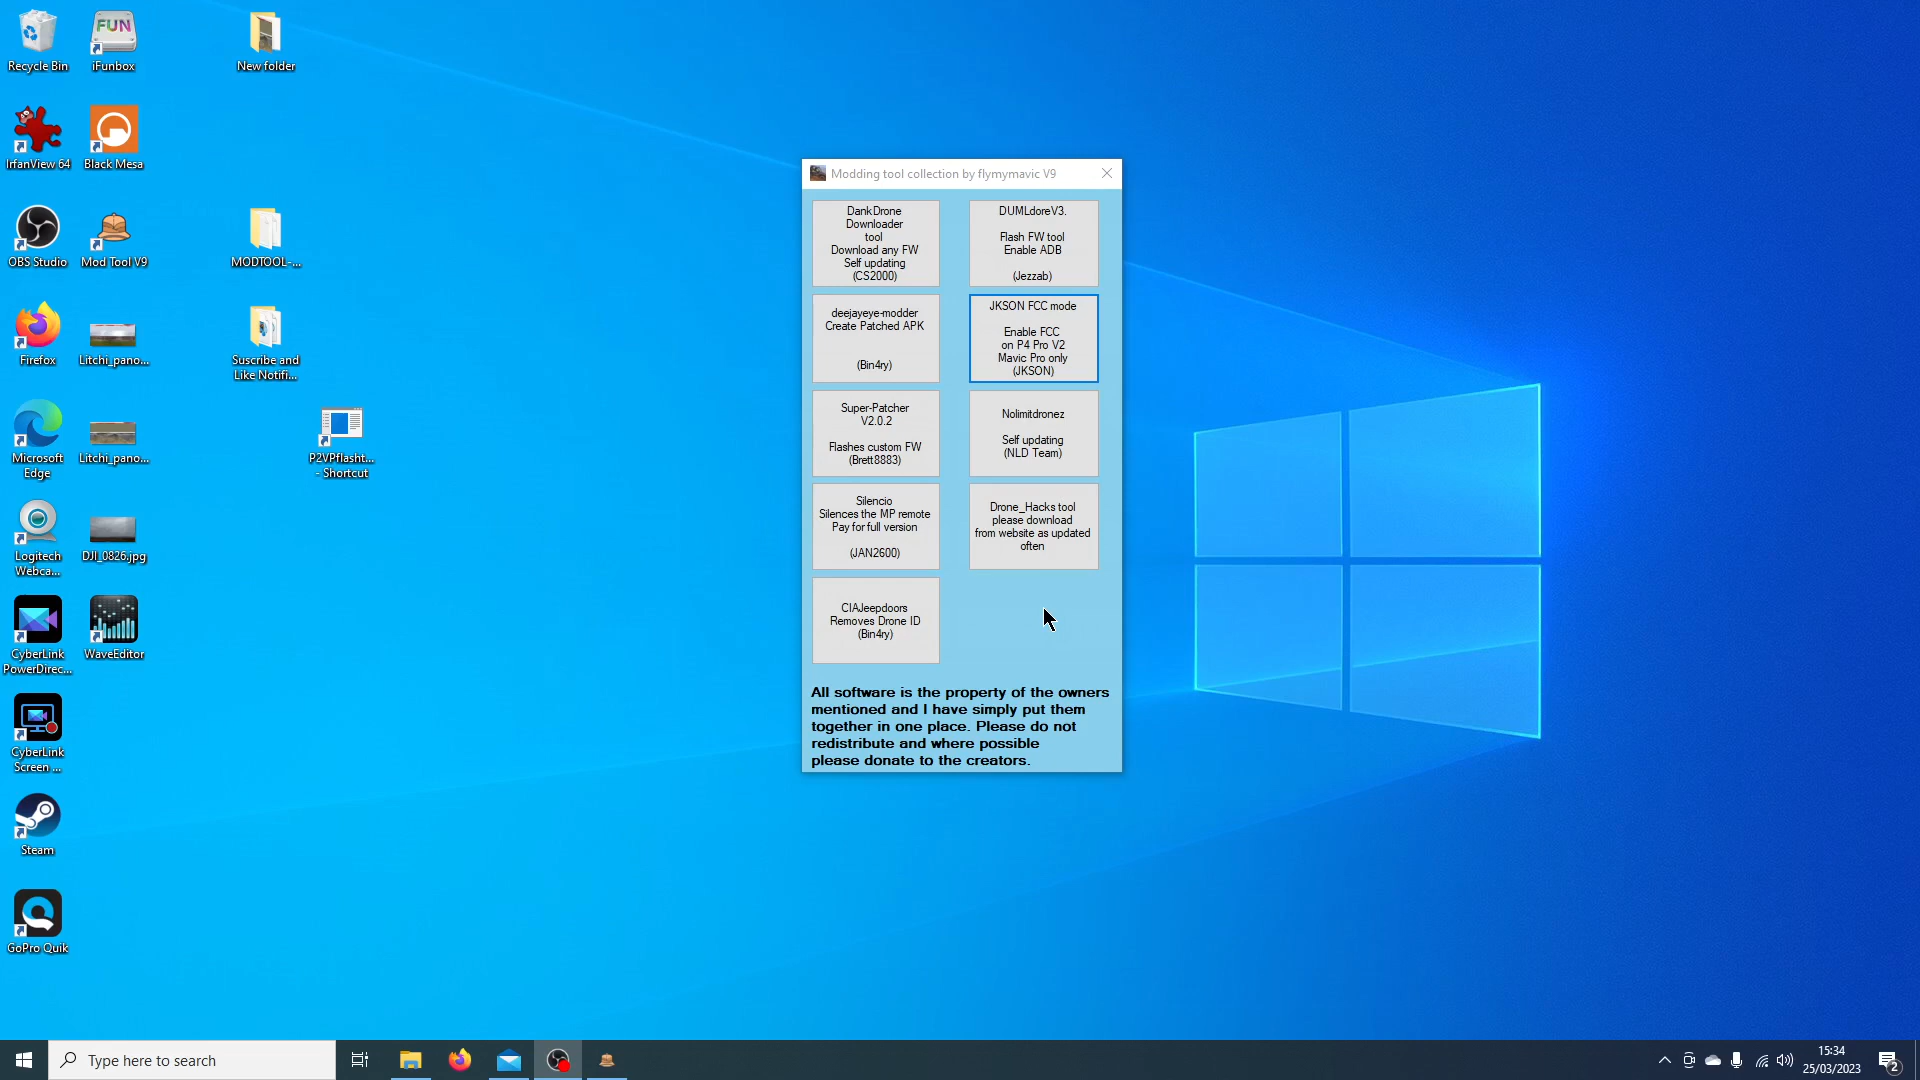 Recycle Bin
FUN
iFunbox
New folder
IrfanView 64
Black Mesa
OBS Studio
Mod Tool V9
MODTOOL-...
Firefox
Litchi_pano...
Suscribe and
Like Notifi...
Microsoft
Edge
Litchi_pano...
P2VPflasht...
- Shortcut
Logitech
Webca...
DJI_0826.jpg
CyberLink
PowerDirec...
WaveEditor
CyberLink
Screen ...
Steam
GoPro Quik
Modding tool collection by flymymavic V9
DankDrone
Downloader
tool
Download any FW
Self updating
(CS2000)
DUMLdoreV3.
Flash FW tool
Enable ADB
(Jezzab)
deejayeye-modder
Create Patched APK
(Bin4ry)
JKSON FCC mode
Enable FCC
on P4 Pro V2
Mavic Pro only
(JKSON)
Super-Patcher
V2.0.2
Flashes custom FW
(Brett8883)
Nolimitdronez
Self updating
(NLD Team)
Silencio
Silences the MP remote
Pay for full version
(JAN2600)
Drone_Hacks tool
please download
from website as updated
often
CIAJeepdoors
Removes Drone ID
(Bin4ry)
All software is the property of the owners
mentioned and I have simply put them
together in one place. Please do not
redistribute and where possible
please donate to the creators.
Type here to search
15:34
25/03/2023
2